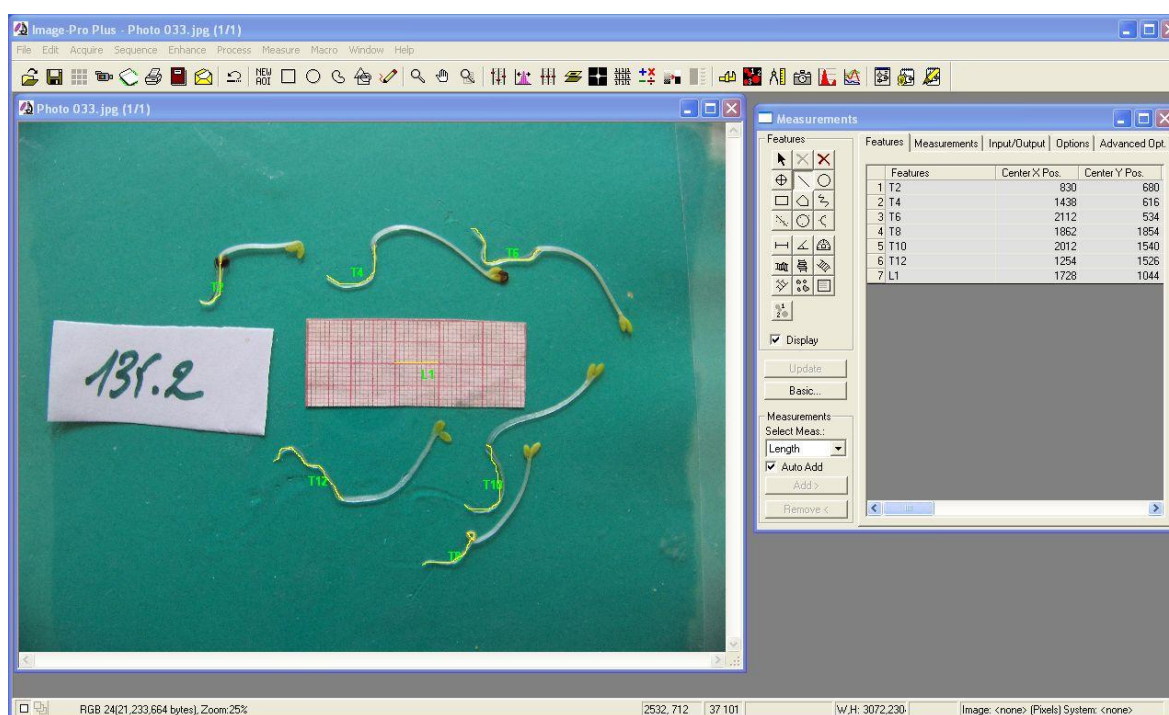 Image-Pro Plus - Photo 033.jpg (1/1)
File Edit Acquire Sequence Enhance Process Measure Macro Window Help
NEW
AOI
Photo 033.jpg (1/1)
T2
T4
T6
L1
135.2
T12
T10
T8
Measurements
Features
Display
Update
Basic...
Measurements
Select Meas.:
Length
Auto Add
Add >
Remove <
Features Measurements Input/Output Options Advanced Opt.
Features Center X Pos. Center Y Pos.
1 T2 830 680
2 T4 1438 616
3 T6 2112 534
4 T8 1862 1854
5 T10 2012 1540
6 T12 1254 1526
7 L1 1728 1044
RGB 24(21,233,664 bytes), Zoom:25% 2532, 712 37 101 W,H: 3072,230 Image: <none> (Pixels) System: <none>